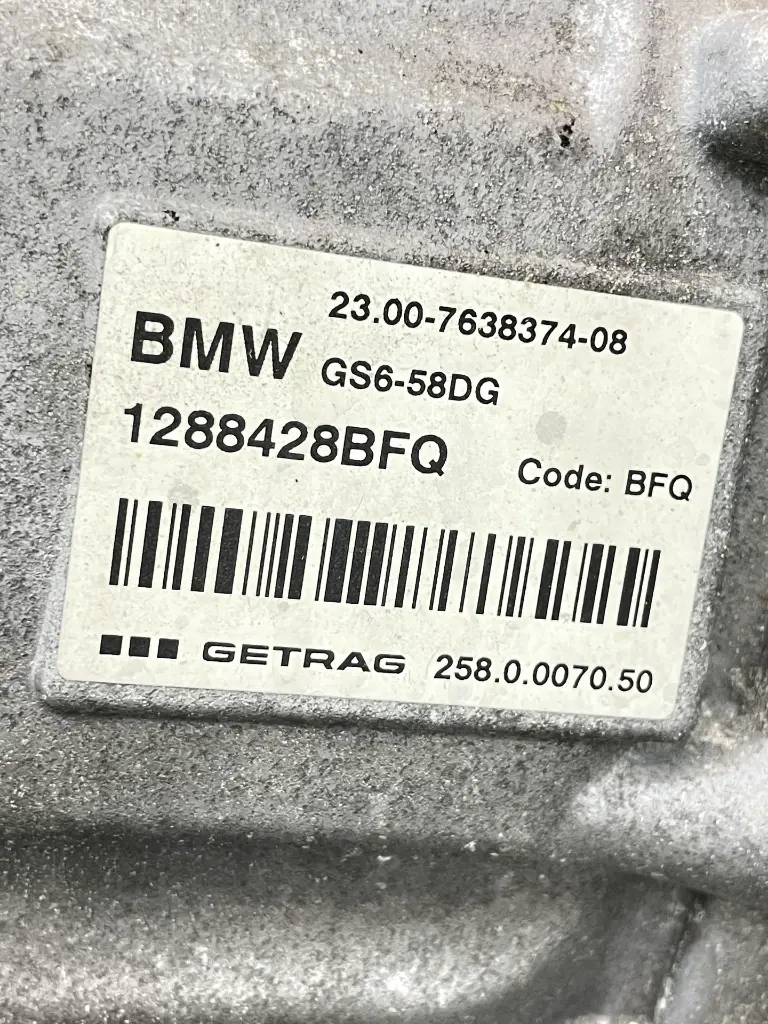 23.00-7638374-08
BMW GS6-58DG
1288428BFQ Code: BFQ
GETRAG 258.0.0070.50